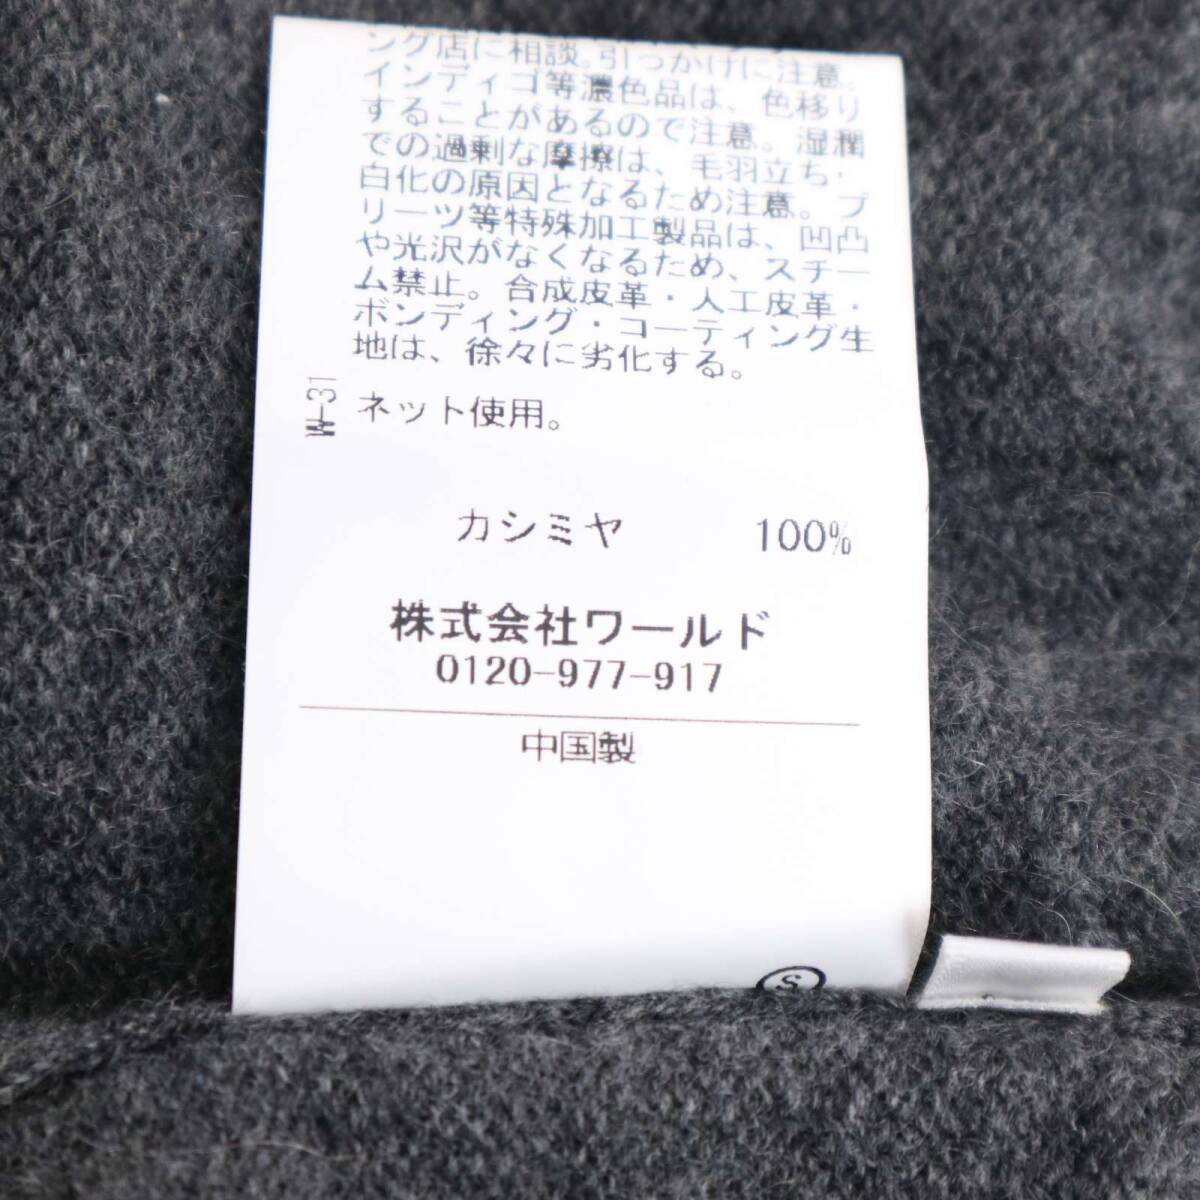 ング店に相談。引っかけに注意。
インディゴ等濃色品は、色移り
することがあるので注意。湿潤
での過剰な摩擦は、毛羽立ち・
白化の原因となるため注意。プ
リーツ等特殊加工製品は、凹凸
や光沢がなくなるため、スチー
ム禁止。合成皮革・人工皮革・
ボンディング・コーティング生
地は、徐々に劣化する。
W-31
ネット使用。
カシミヤ 100%
株式会社ワールド
0120-977-917
中国製
S